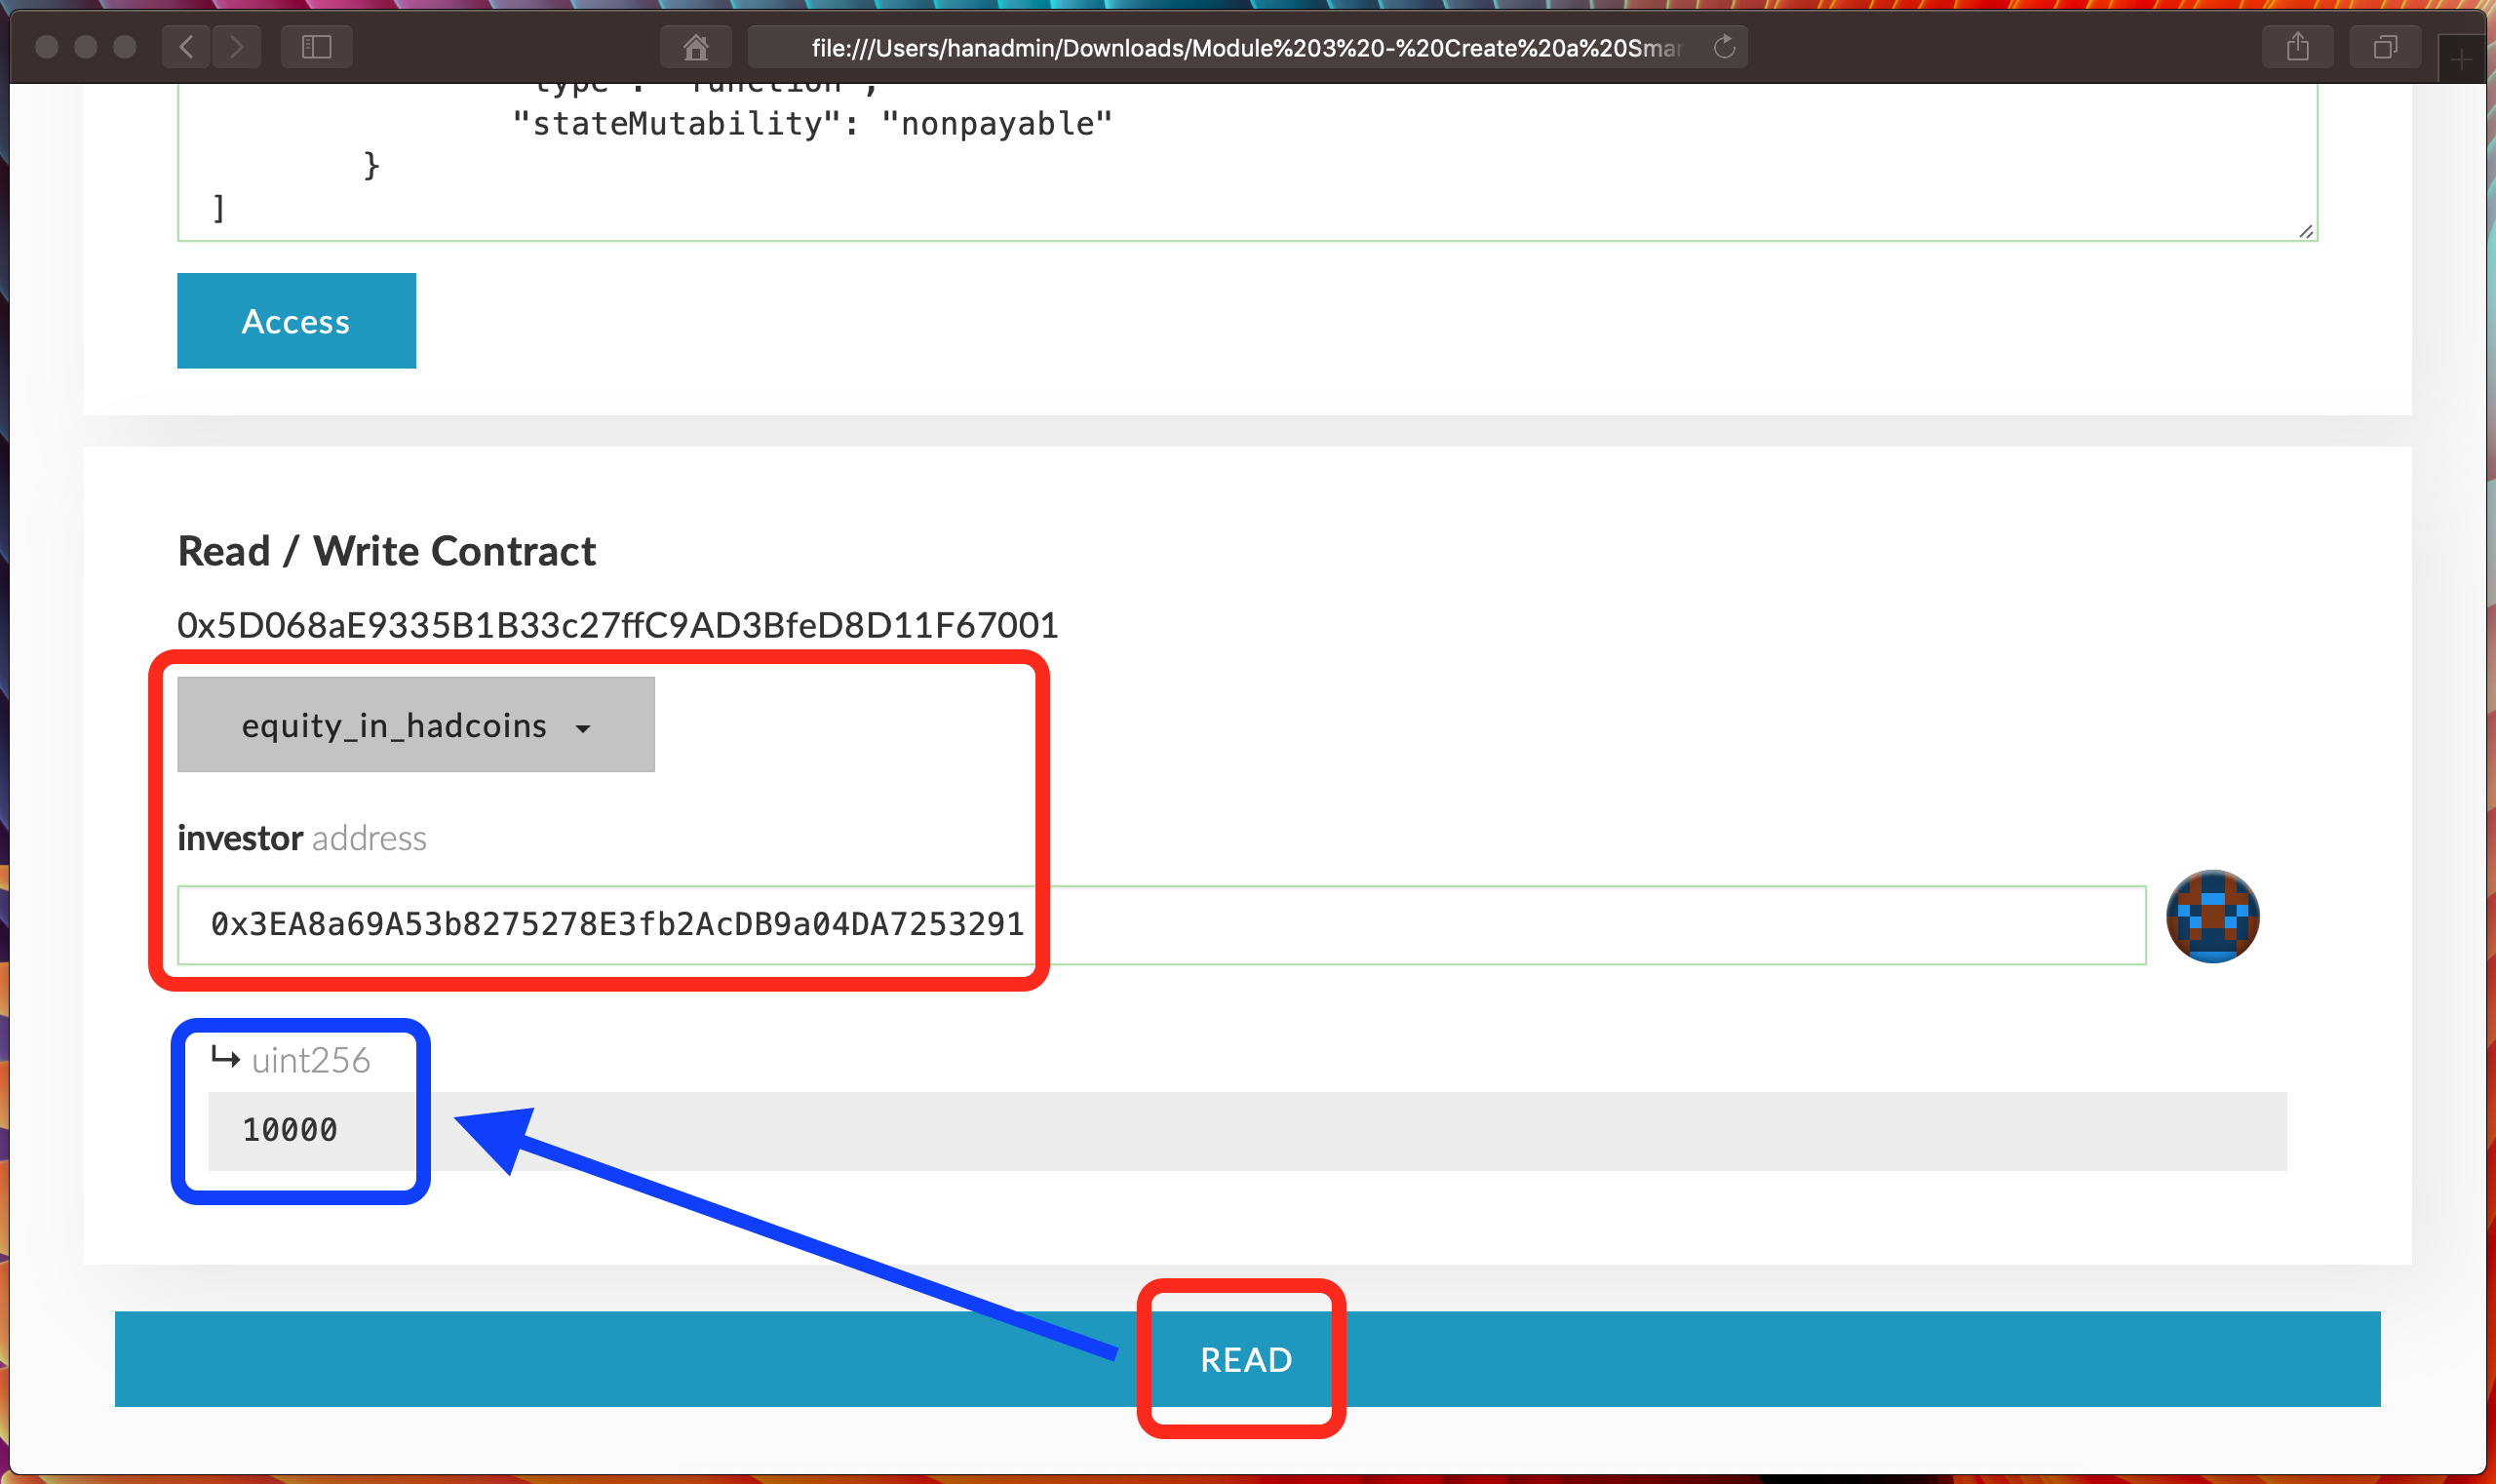 file:///Users/hanadmin/Downloads/Module%203%20-%20Create%20a%20Smar
"type": "function",
"stateMutability": "nonpayable"
}
]
Access
Read / Write Contract
0x5D068aE9335B1B33c27ffC9AD3BfeD8D11F67001
equity_in_hadcoins
investor address
0x3EA8a69A53b8275278E3fb2AcDB9a04DA7253291
uint256
10000
READ